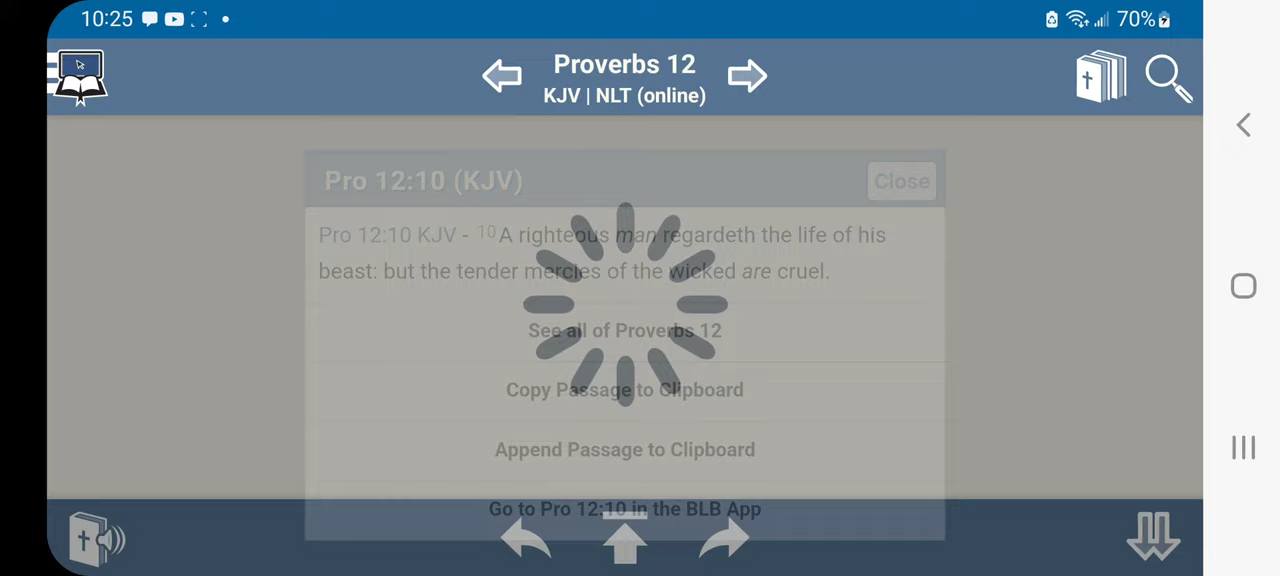 10:25
70%
Proverbs 12
KJV | NLT (online)
Pro 12:10 (KJV)
Close
Pro 12:10 KJV - 10 A righteous man regardeth the life of his
beast: but the tender mercies of the wicked are cruel.
See all of Proverbs 12
Copy Passage to Clipboard
Append Passage to Clipboard
Go to Pro 12:10 in the BLB App